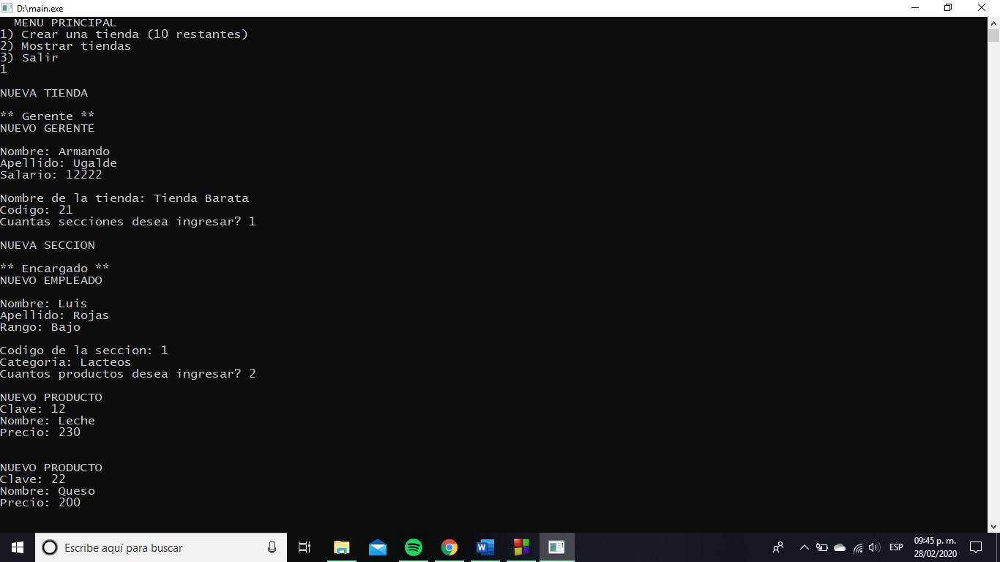 D:\main.exe
MENU PRINCIPAL
1) Crear una tienda (10 restantes)
2) Mostrar tiendas
3) Salir
1
NUEVA TIENDA
** Gerente **
NUEVO GERENTE
Nombre: Armando
Apellido: Ugalde
Salario: 12222
Nombre de la tienda: Tienda Barata
Codigo: 21
Cuantas secciones desea ingresar? 1
NUEVA SECCION
** Encargado **
NUEVO EMPLEADO
Nombre: Luis
Apellido: Rojas
Rango: Bajo
Codigo de la seccion: 1
Categoria: Lacteos
Cuantos productos desea ingresar? 2
NUEVO PRODUCTO
Clave: 12
Nombre: Leche
Precio: 230
NUEVO PRODUCTO
Clave: 22
Nombre: Queso
Precio: 200
Escribe aquí para buscar
ESP
09:45 p. m.
28/02/2020